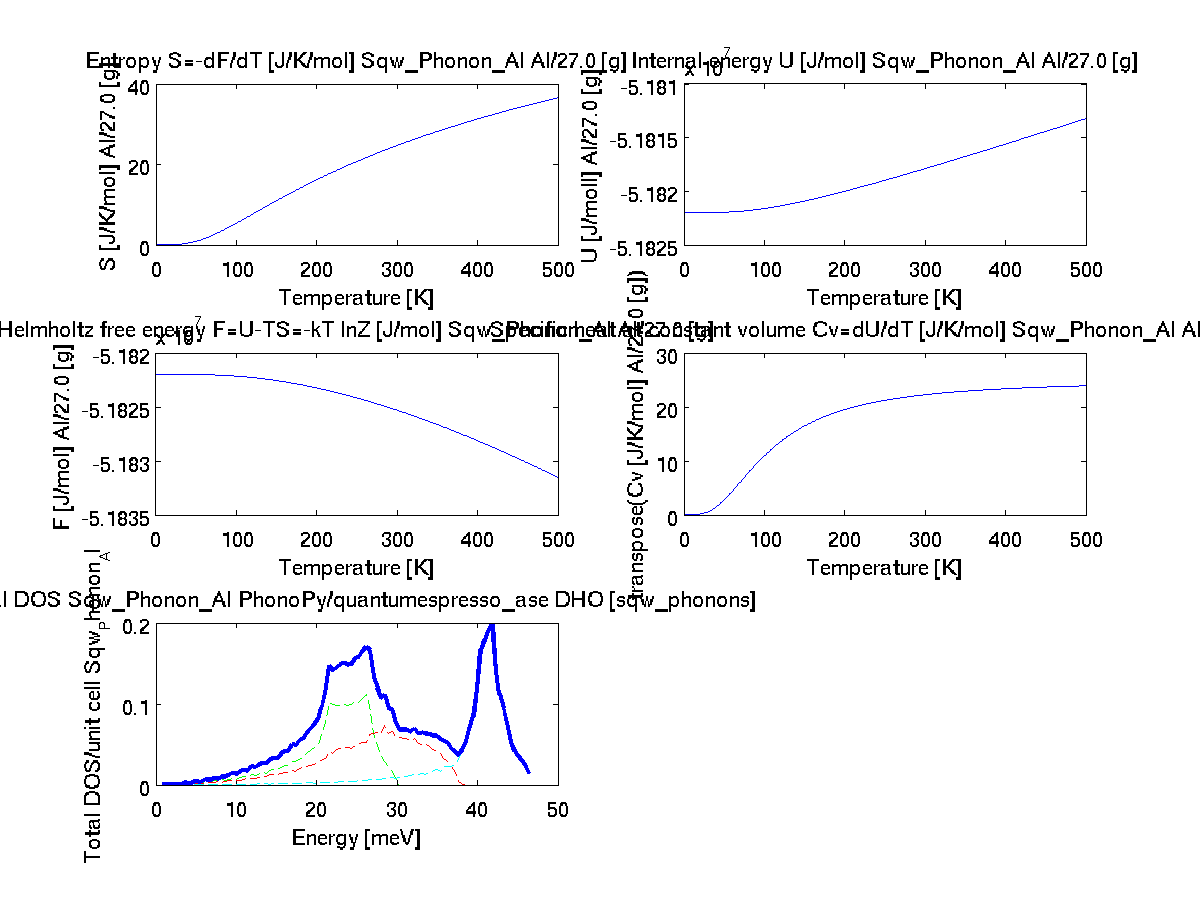 Entropy S=-dF/dT [J/K/mol] Sqw_Phonon_Al Al/27.0 [g]
S [J/K/mol] Al/27.0 [g]
40
20
0
0 100 200 300 400 500
Temperature [K]
Internal energy U [J/mol] Sqw_Phonon_Al Al/27.0 [g]
x 10^7
U [J/mol] Al/27.0 [g]
-5.181
-5.1815
-5.182
-5.1825
0 100 200 300 400 500
Temperature [K]
Helmholtz free energy F=U-TS=-kT lnZ [J/mol] Sqw_Phonon_Al Al/27.0 [g]
x 10^7
F [J/mol] Al/27.0 [g]
-5.182
-5.1825
-5.183
-5.1835
0 100 200 300 400 500
Temperature [K]
Specific heat at constant volume Cv=dU/dT [J/K/mol] Sqw_Phonon_Al Al
transpose(Cv [J/K/mol] Al/27.0 [g])
30
20
10
0
0 100 200 300 400 500
Temperature [K]
l DOS Sqw_Phonon_Al PhonoPy/quantumespresso_ase DHO [sqw_phonons]
Total DOS/unit cell Sqw_Phonon_Al
0.2
0.1
0
0 10 20 30 40 50
Energy [meV]